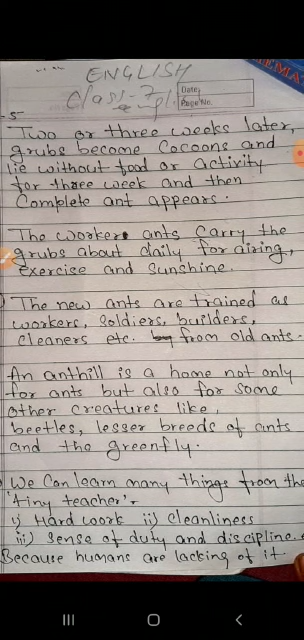 ENGLISH
Class-7
Date
Page No.
-5
Two or three weeks later,
grubs become Cocoons and
lie without food or activity
for three week and then
Complete ant appears.
The worker ants Carry the
grubs about daily for airing,
Exercise and Sunshine.
The new ants are trained as
workers, Soldiers, builders,
Cleaners etc. from old ants.
An anthill is a home not only
for ants but also for Some
other Creatures like,
beetles, lesser breeds of ants
and the greenfly.
We Can learn many things from the
'tiny teacher'.
i) Hard work ii) Cleanliness
iii) Sense of duty and discipline.
Because humans are lacking of it.